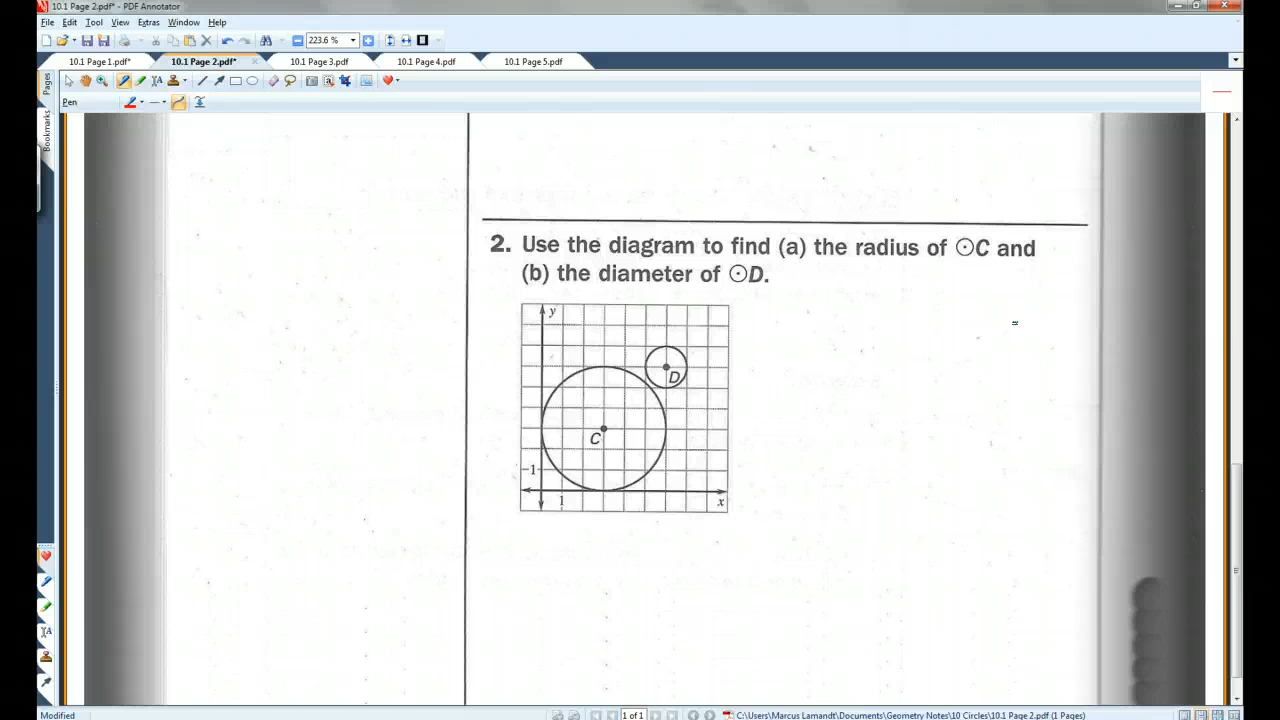 10.1 Page 2.pdf* - PDF Annotator
File Edit Tool View Extras Window Help
223.6 %
10.1 Page 1.pdf* 10.1 Page 2.pdf* 10.1 Page 3.pdf 10.1 Page 4.pdf 10.1 Page 5.pdf
Pages
Bookmarks
Pen
2. Use the diagram to find (a) the radius of ⊙C and
(b) the diameter of ⊙D.
y
D
C
1
1
x
Modified
1 of 1
C:\Users\Marcus Lamandt\Documents\Geometry Notes\10 Circles\10.1 Page 2.pdf (1 Pages)